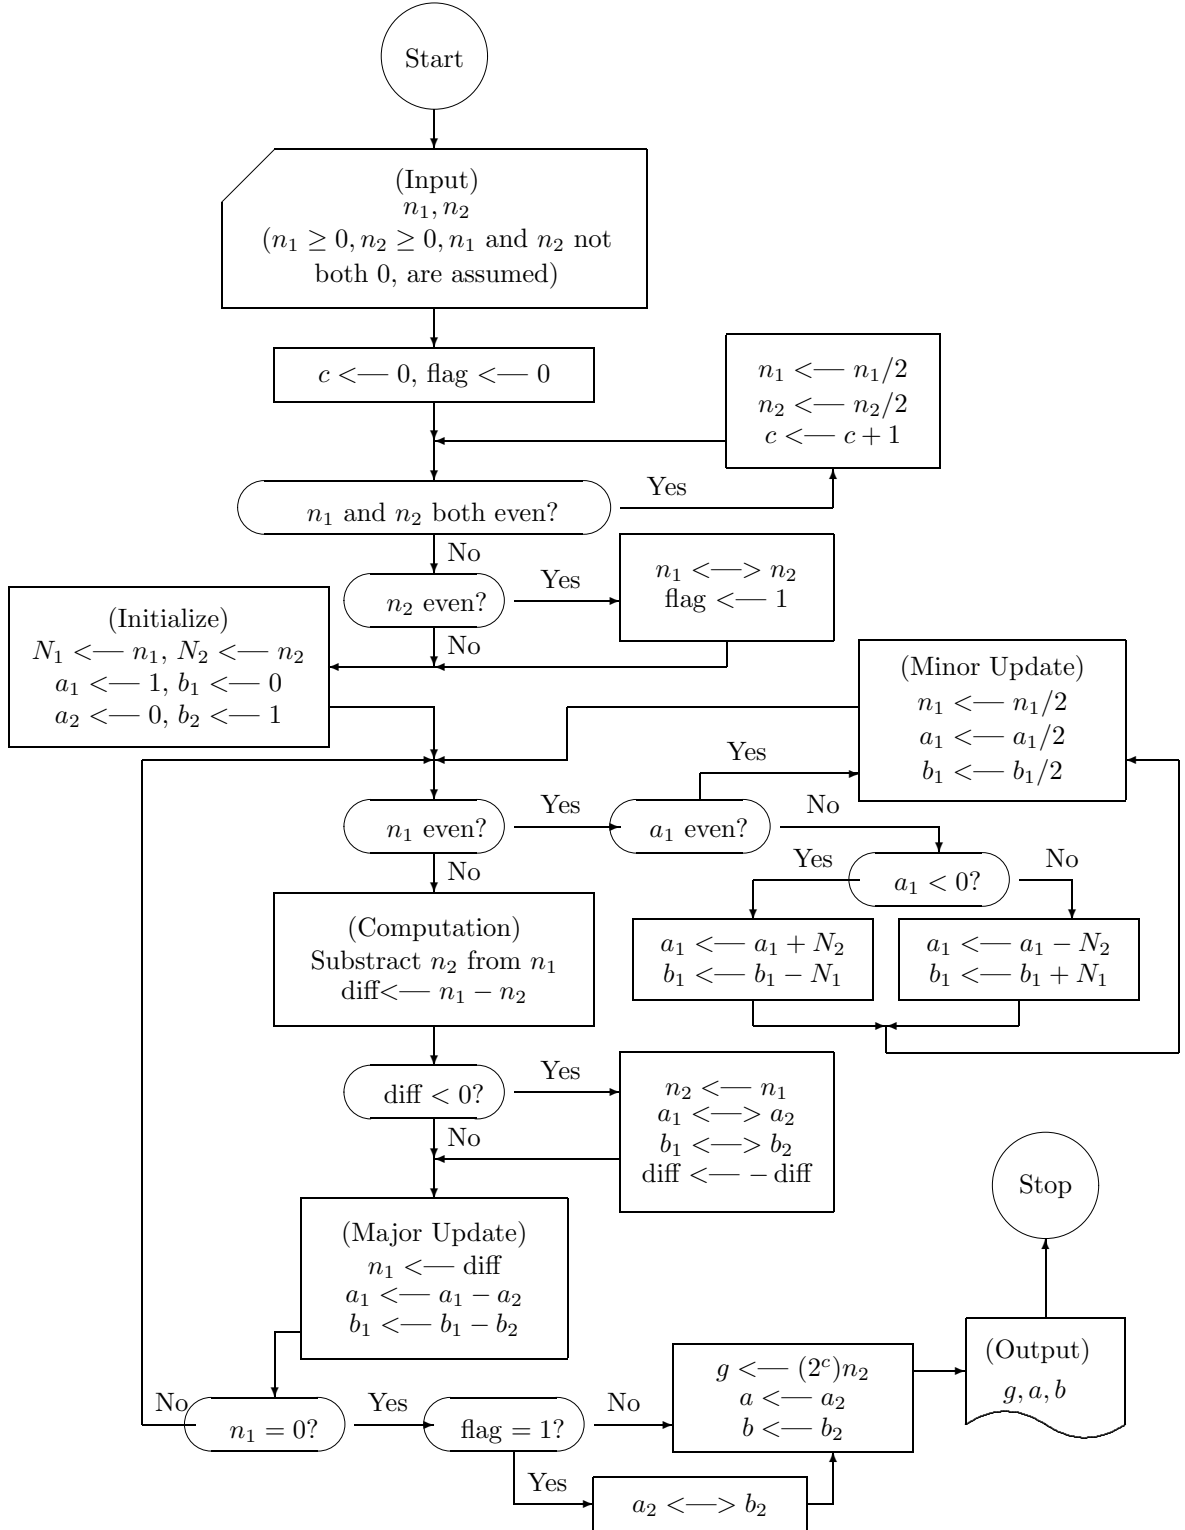 Start
(Input)
n₁, n₂
(n₁ ≥ 0, n₂ ≥ 0, n₁ and n₂ not
both 0, are assumed)
c <— 0, flag <— 0
n₁ <— n₁/2
n₂ <— n₂/2
c <— c + 1
n₁ and n₂ both even?
Yes
No
n₂ even?
Yes
n₁ <—> n₂
flag <— 1
No
(Initialize)
N₁ <— n₁, N₂ <— n₂
a₁ <— 1, b₁ <— 0
a₂ <— 0, b₂ <— 1
(Minor Update)
n₁ <— n₁/2
a₁ <— a₁/2
b₁ <— b₁/2
n₁ even?
Yes
a₁ even?
Yes
No
a₁ < 0?
Yes
No
a₁ <— a₁ + N₂
b₁ <— b₁ − N₁
a₁ <— a₁ − N₂
b₁ <— b₁ + N₁
No
(Computation)
Substract n₂ from n₁
diff<— n₁ − n₂
diff < 0?
Yes
n₂ <— n₁
a₁ <—> a₂
b₁ <—> b₂
diff <— − diff
No
(Major Update)
n₁ <— diff
a₁ <— a₁ − a₂
b₁ <— b₁ − b₂
n₁ = 0?
No
Yes
flag = 1?
No
Yes
a₂ <—> b₂
g <— (2ᶜ)n₂
a <— a₂
b <— b₂
(Output)
g, a, b
Stop